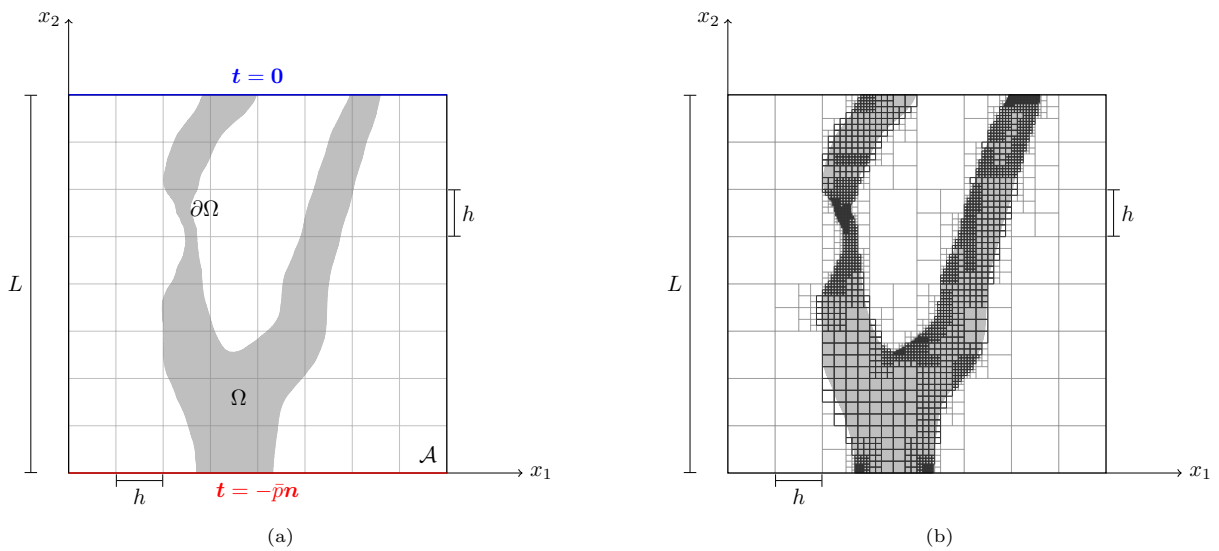 x₂
t = 0
∂Ω
h
L
Ω
𝒜
x₁
t = −p̄n
h
(a)
x₂
h
L
x₁
h
(b)